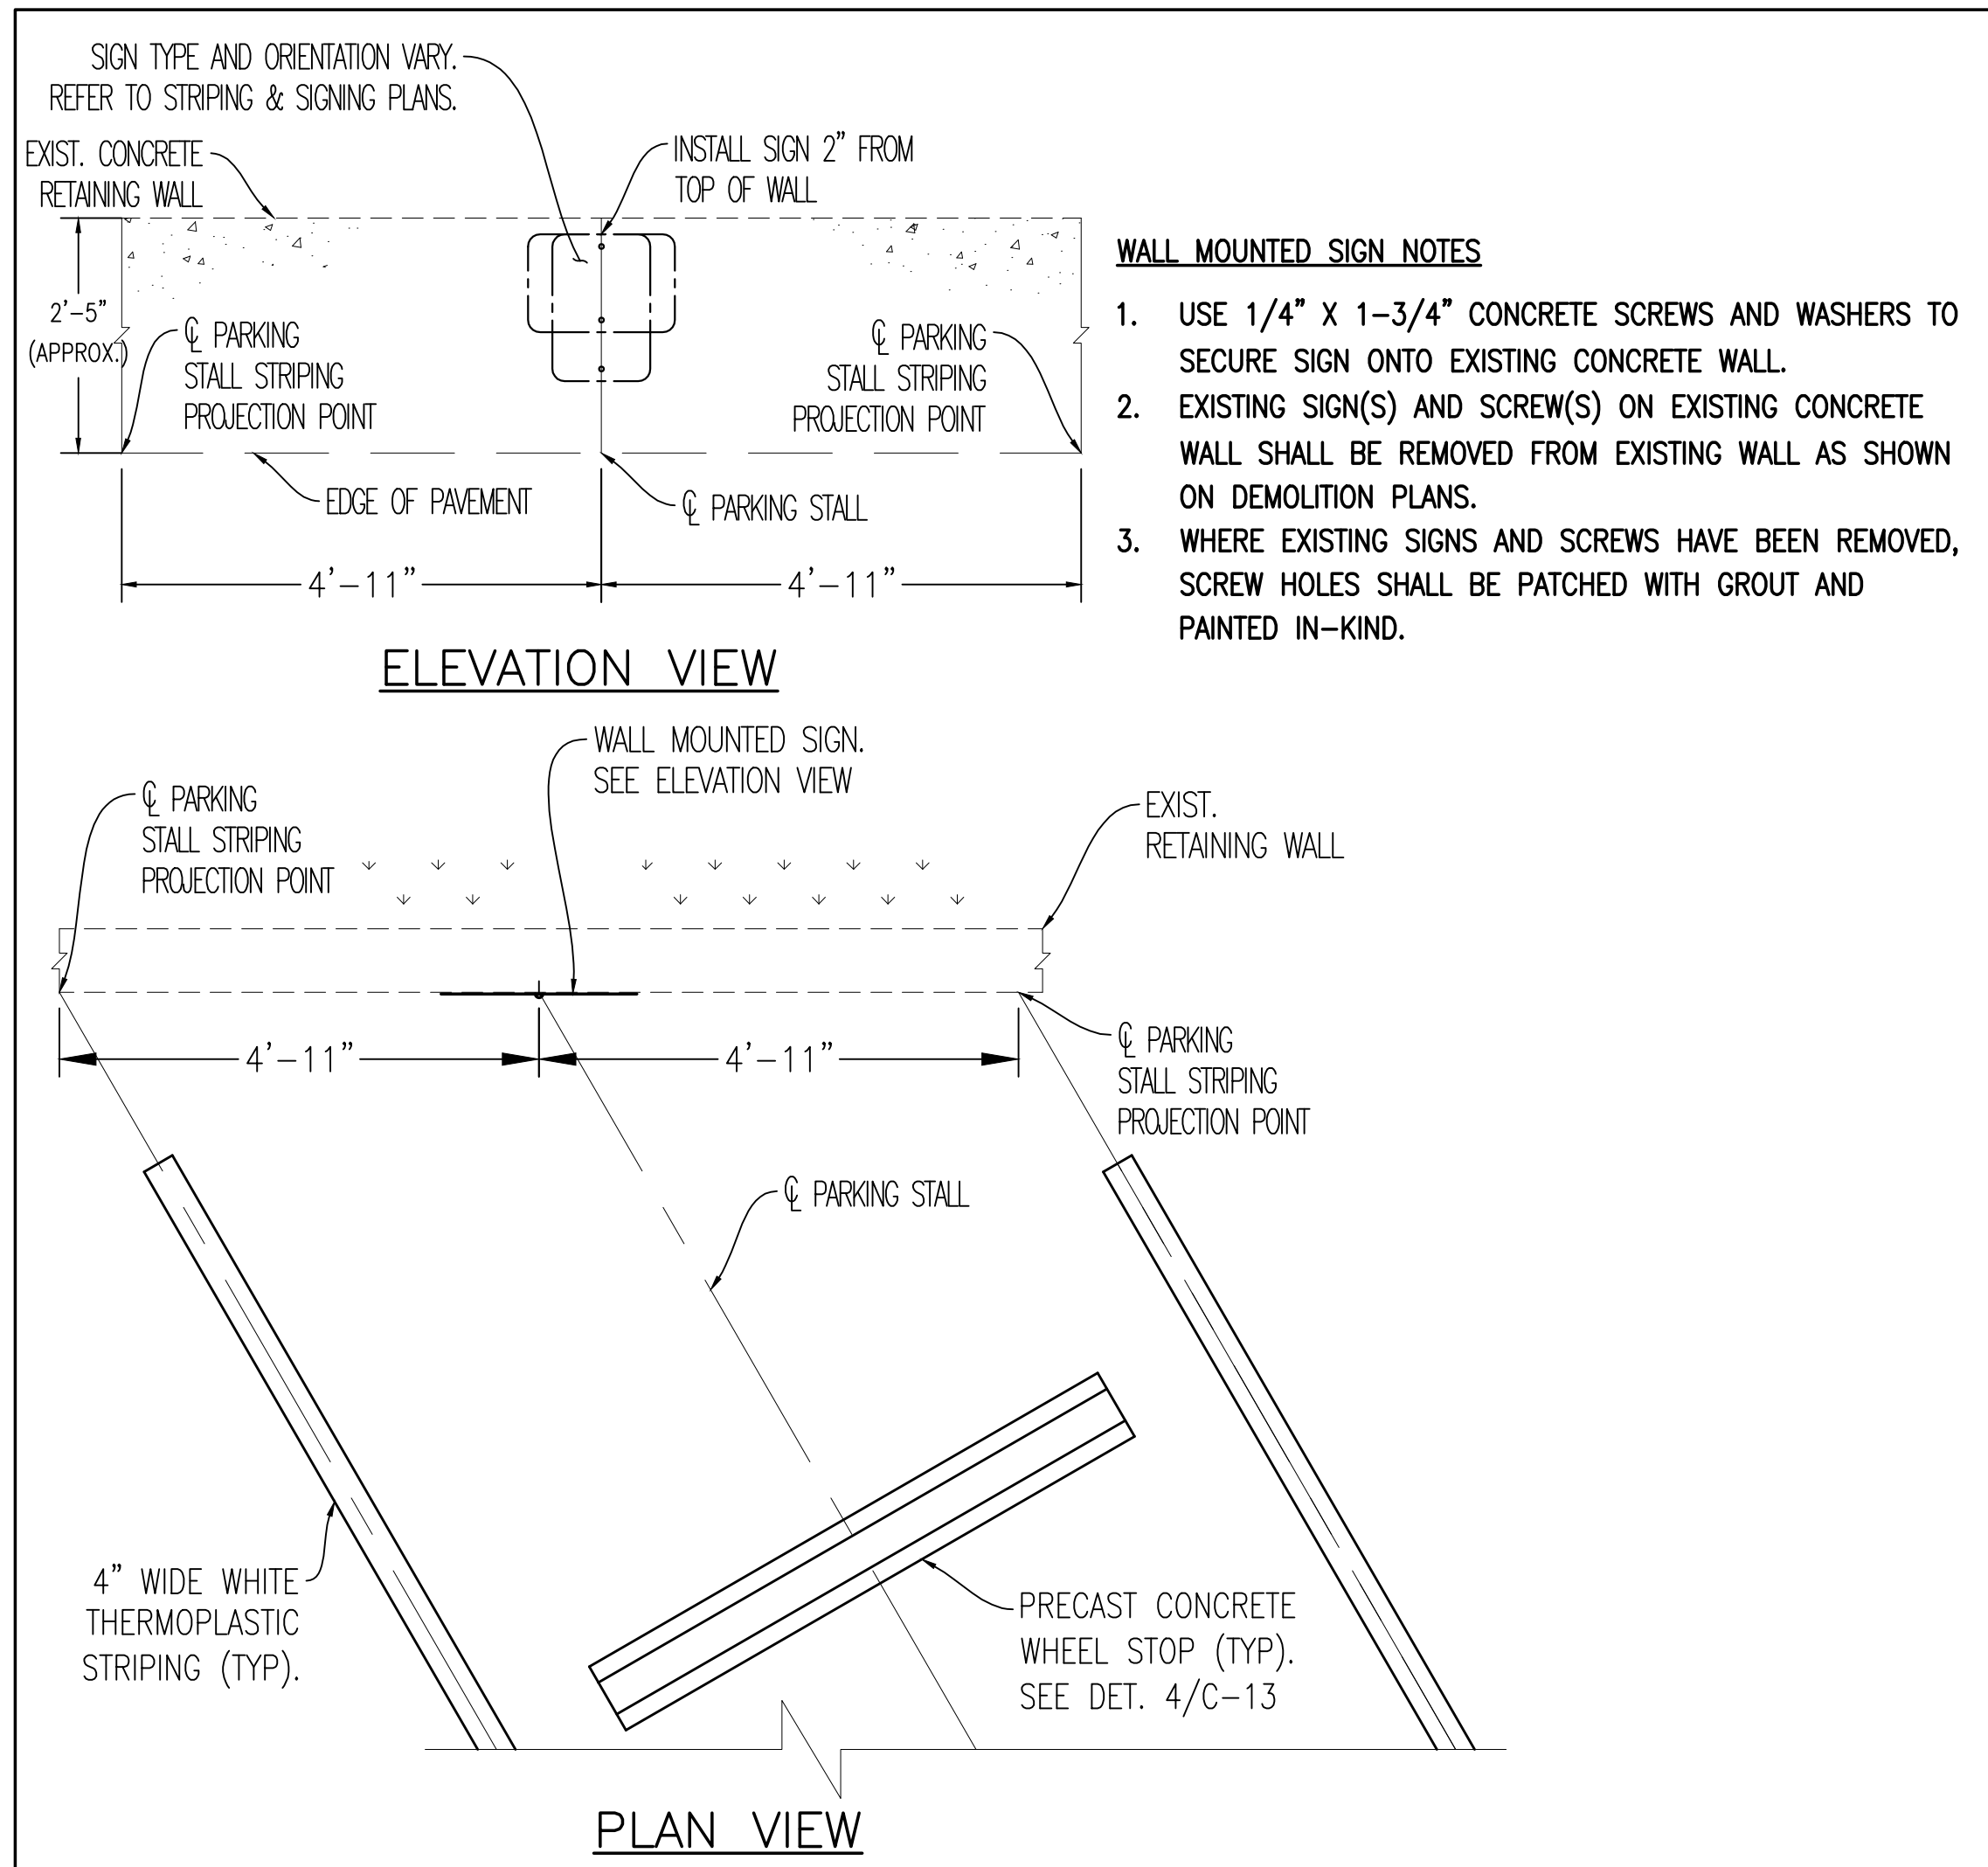 SIGN TYPE AND ORIENTATION VARY.
REFER TO STRIPING & SIGNING PLANS.
EXIST. CONCRETE
RETAINING WALL
INSTALL SIGN 2" FROM
TOP OF WALL
2'-5"
(APPROX.)
℄ PARKING
STALL STRIPING
PROJECTION POINT
℄ PARKING
STALL STRIPING
PROJECTION POINT
EDGE OF PAVEMENT
℄ PARKING STALL
4'-11"
4'-11"
ELEVATION VIEW
WALL MOUNTED SIGN NOTES
1. USE 1/4" X 1-3/4" CONCRETE SCREWS AND WASHERS TO
SECURE SIGN ONTO EXISTING CONCRETE WALL.
2. EXISTING SIGN(S) AND SCREW(S) ON EXISTING CONCRETE
WALL SHALL BE REMOVED FROM EXISTING WALL AS SHOWN
ON DEMOLITION PLANS.
3. WHERE EXISTING SIGNS AND SCREWS HAVE BEEN REMOVED,
SCREW HOLES SHALL BE PATCHED WITH GROUT AND
PAINTED IN-KIND.
WALL MOUNTED SIGN.
SEE ELEVATION VIEW
℄ PARKING
STALL STRIPING
PROJECTION POINT
EXIST.
RETAINING WALL
4'-11"
4'-11"
℄ PARKING
STALL STRIPING
PROJECTION POINT
℄ PARKING STALL
4" WIDE WHITE
THERMOPLASTIC
STRIPING (TYP).
PRECAST CONCRETE
WHEEL STOP (TYP).
SEE DET. 4/C-13
PLAN VIEW